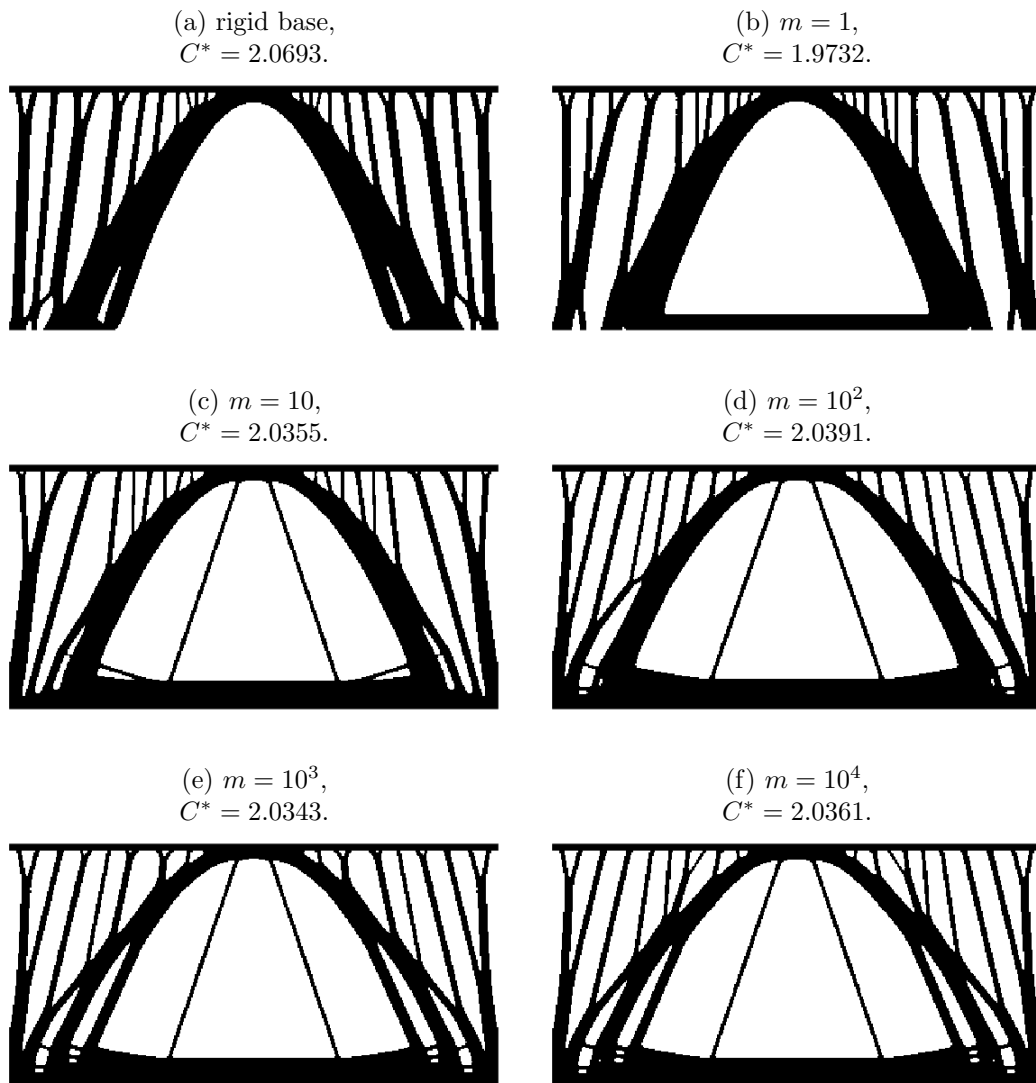 (a) rigid base,
C* = 2.0693.
(b) m = 1,
C* = 1.9732.
(c) m = 10,
C* = 2.0355.
(d) m = 10²,
C* = 2.0391.
(e) m = 10³,
C* = 2.0343.
(f) m = 10⁴,
C* = 2.0361.